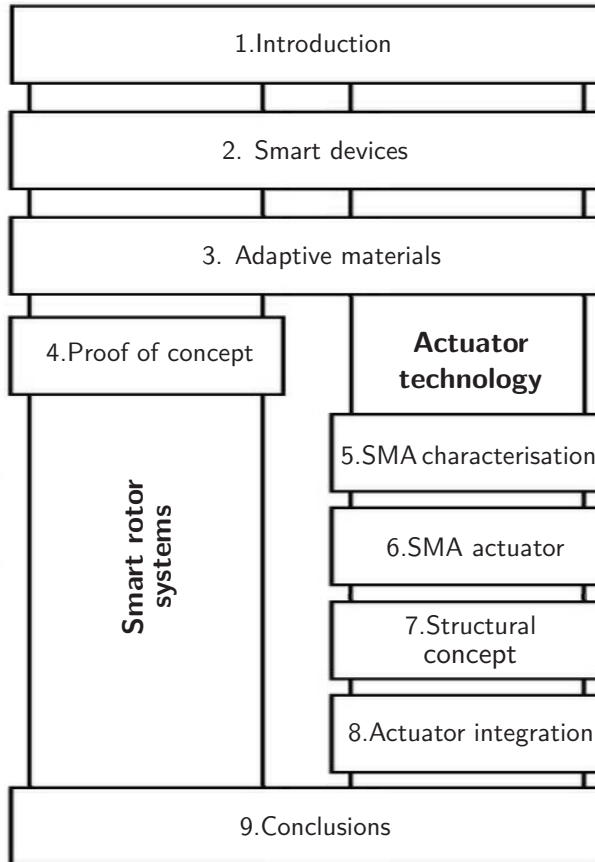 1.Introduction
2. Smart devices
3. Adaptive materials
4.Proof of concept
Actuator
technology
5.SMA characterisation
6.SMA actuator
Smart rotor
systems
7.Structural
concept
8.Actuator integration
9.Conclusions